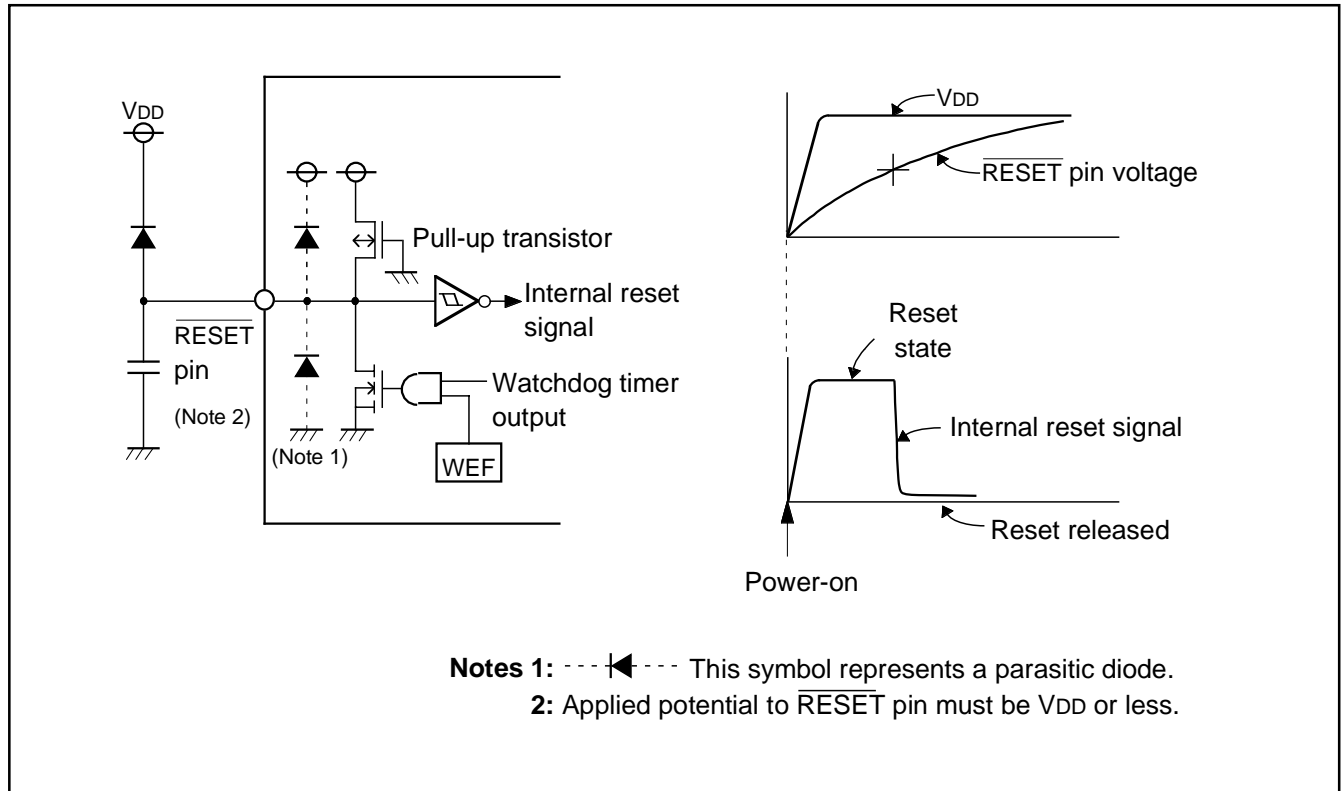 VDD
Pull-up transistor
Internal reset
signal
RESET
pin
(Note 2)
(Note 1)
Watchdog timer
output
WEF
VDD
RESET pin voltage
Reset
state
Internal reset signal
Reset released
Power-on
Notes 1: This symbol represents a parasitic diode.
2: Applied potential to RESET pin must be VDD or less.